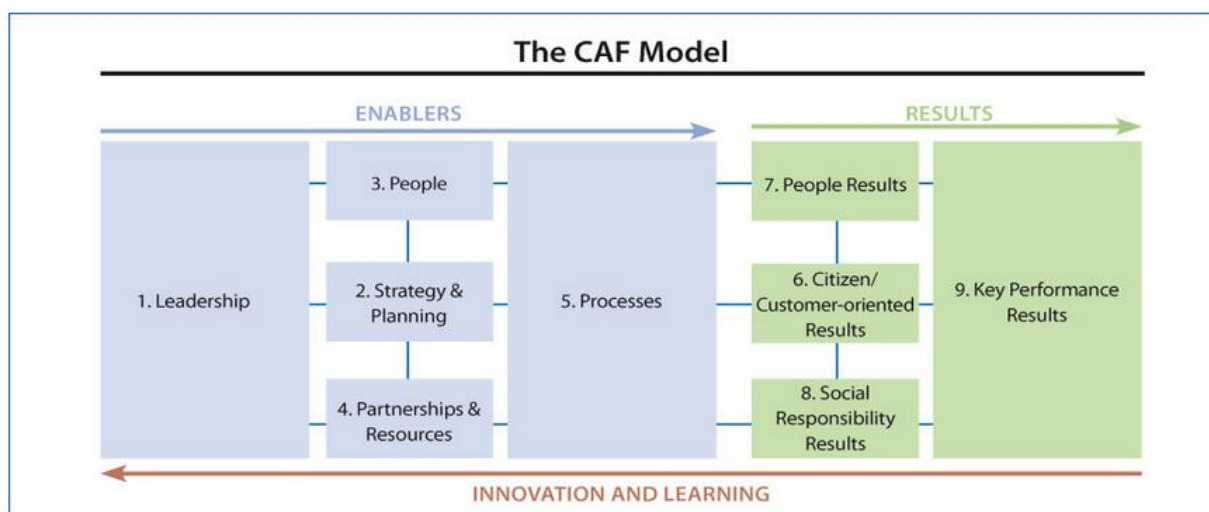 The CAF Model
ENABLERS
RESULTS
1. Leadership
3. People
2. Strategy &
Planning
4. Partnerships &
Resources
5. Processes
7. People Results
6. Citizen/
Customer-oriented
Results
8. Social
Responsibility
Results
9. Key Performance
Results
INNOVATION AND LEARNING